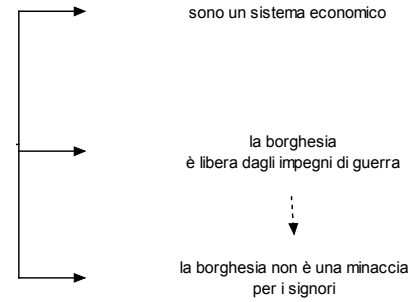 sono un sistema economico
la borghesia
è libera dagli impegni di guerra
la borghesia non è una minaccia
per i signori